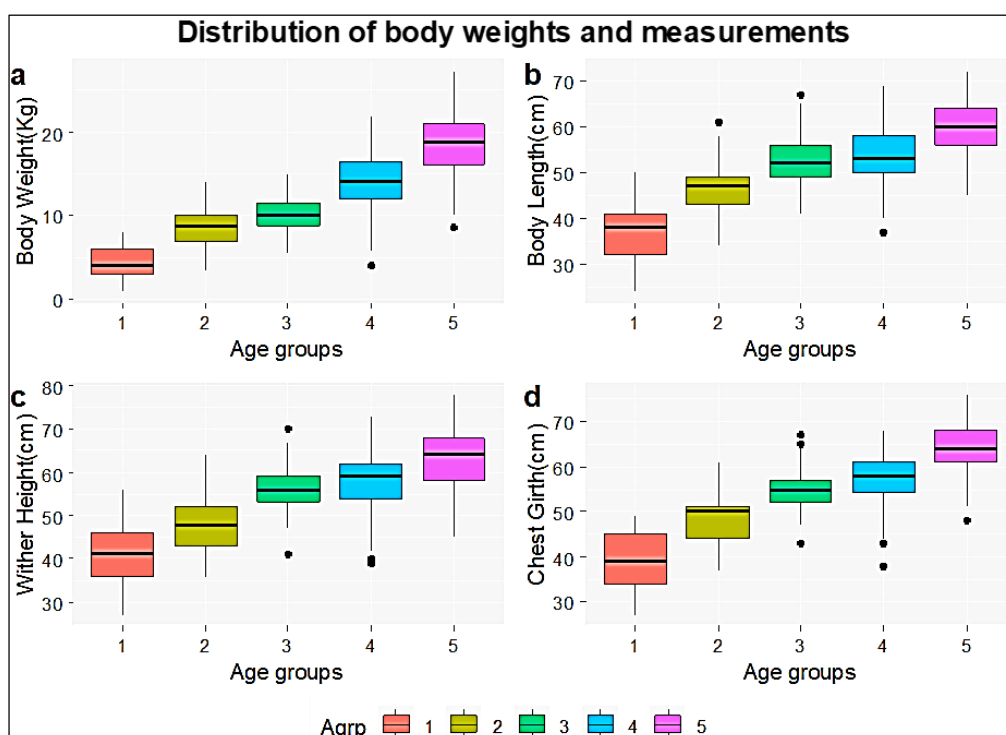 Distribution of body weights and measurements
a
Body Weight(Kg)
20
10
0
1 2 3 4 5
Age groups
b
Body Length(cm)
70
60
50
40
30
1 2 3 4 5
Age groups
c
Wither Height(cm)
80
70
60
50
40
30
1 2 3 4 5
Age groups
d
Chest Girth(cm)
70
60
50
40
30
1 2 3 4 5
Age groups
Agrp 1 2 3 4 5